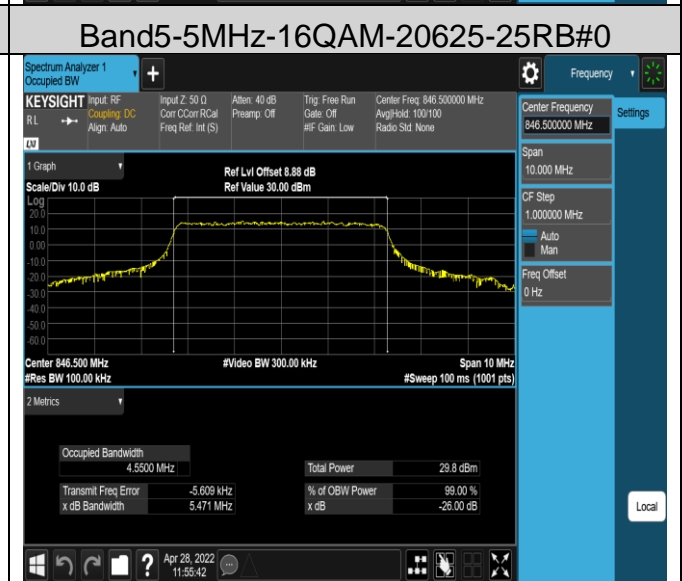 Band5-5MHz-16QAM-20625-25RB#0
Spectrum Analyzer 1
Occupied BW
+
Frequency
KEYSIGHT
Input: RF
Input Z: 50 Ω
Atten: 40 dB
Trig: Free Run
Center Freq: 846.500000 MHz
RL
Coupling: DC
Corr CCorr RCal
Preamp: Off
Gate: Off
Avg|Hold: 100/100
Align: Auto
Freq Ref: Int (S)
#IF Gain: Low
Radio Std: None
LXI
Center Frequency
846.500000 MHz
Settings
Span
10.000 MHz
CF Step
1.000000 MHz
Auto
Man
Freq Offset
0 Hz
1 Graph
Ref Lvl Offset 8.88 dB
Scale/Div 10.0 dB
Ref Value 30.00 dBm
Log
20.0
10.0
0.00
-10.0
-20.0
-30.0
-40.0
-50.0
-60.0
Center 846.500 MHz
#Video BW 300.00 kHz
Span 10 MHz
#Res BW 100.00 kHz
#Sweep 100 ms (1001 pts)
2 Metrics
Occupied Bandwidth
4.5500 MHz
Total Power
29.8 dBm
Transmit Freq Error
-5.609 kHz
% of OBW Power
99.00 %
x dB Bandwidth
5.471 MHz
x dB
-26.00 dB
Local
?
Apr 28, 2022
11:55:42